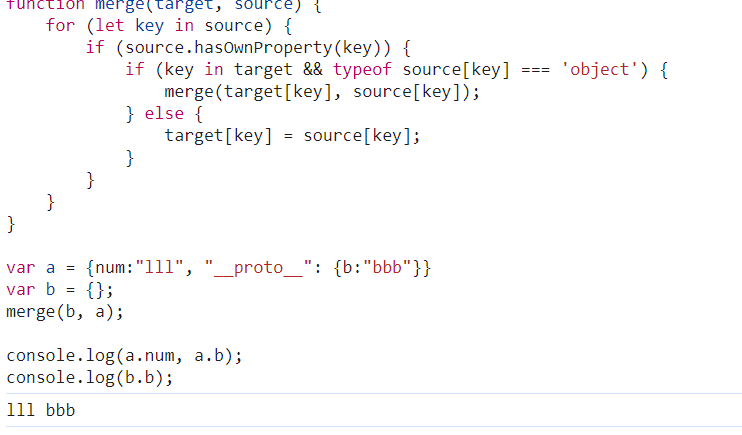 function merge(target, source) {
for (let key in source) {
if (source.hasOwnProperty(key)) {
if (key in target && typeof source[key] === 'object') {
merge(target[key], source[key]);
} else {
target[key] = source[key];
}
}
}
}
var a = {num:"lll", "__proto__": {b:"bbb"}}
var b = {};
merge(b, a);
console.log(a.num, a.b);
console.log(b.b);
lll bbb